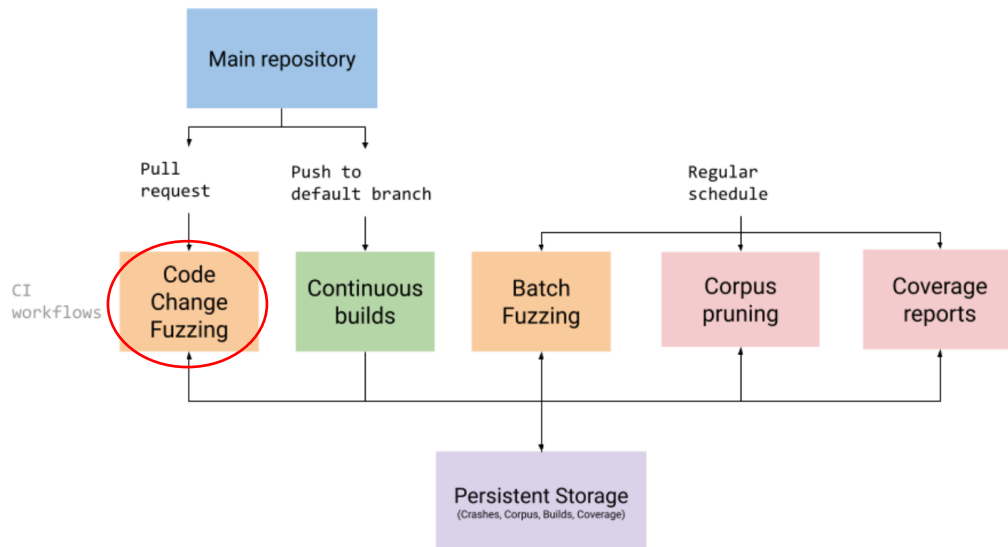 Main repository
Pull
request
Push to
default branch
Regular
schedule
CI
workflows
Code
Change
Fuzzing
Continuous
builds
Batch
Fuzzing
Corpus
pruning
Coverage
reports
Persistent Storage
(Crashes, Corpus, Builds, Coverage)